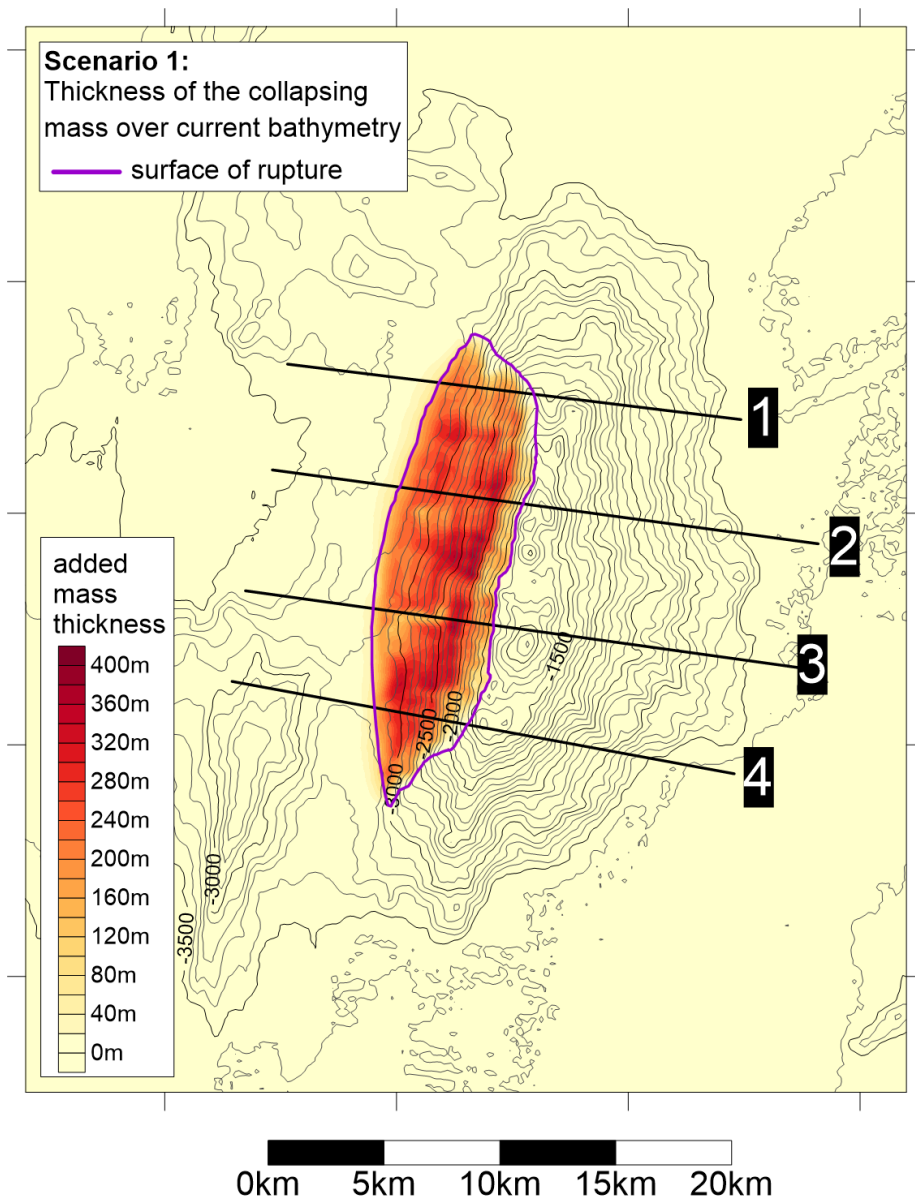 Scenario 1:
Thickness of the collapsing
mass over current bathymetry
surface of rupture
1
2
3
4
-1500
-2000
-2500
-3000
-3000
-3500
added
mass
thickness
400m
360m
320m
280m
240m
200m
160m
120m
80m
40m
0m
0km 5km 10km 15km 20km